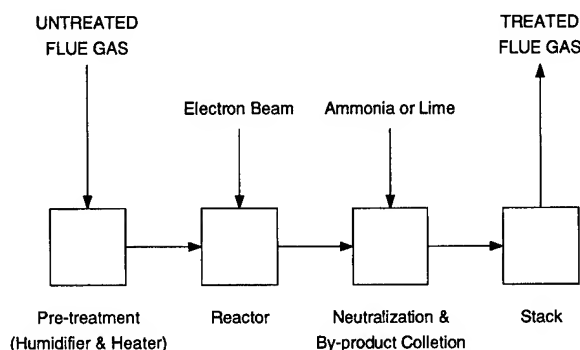 UNTREATED
FLUE GAS
TREATED
FLUE GAS
Electron Beam
Ammonia or Lime
Pre-treatment
(Humidifier & Heater)
Reactor
Neutralization &
By-product Colletion
Stack